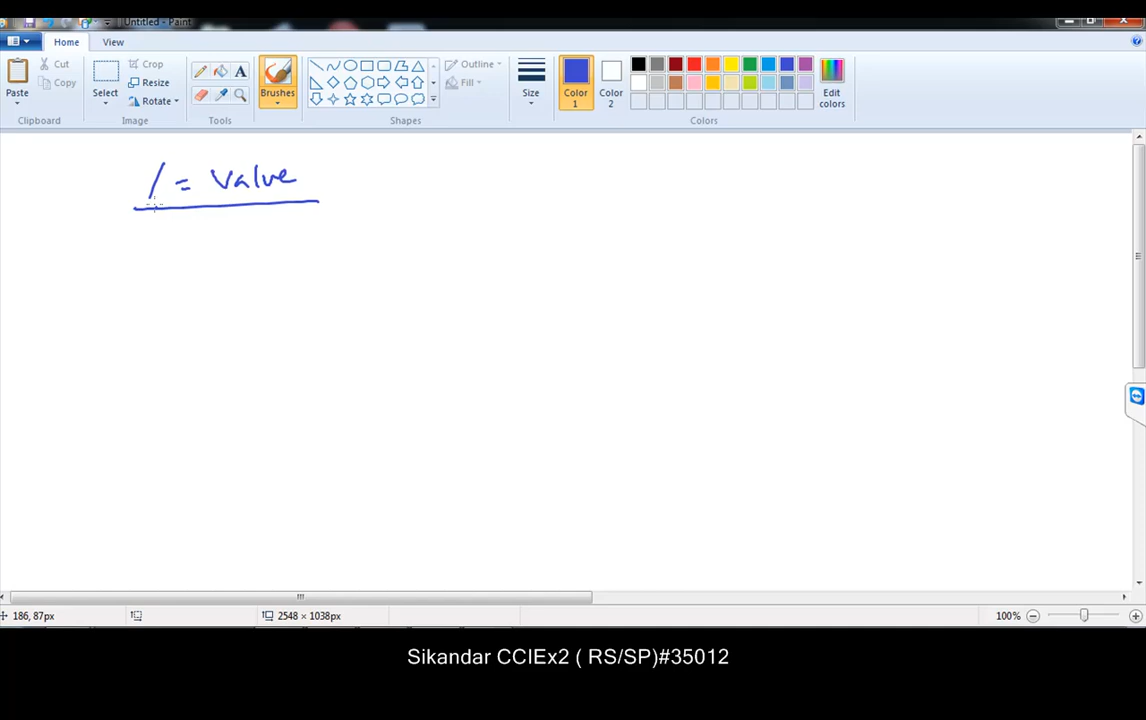 Untitled - Paint
Home View
Paste
Cut
Copy
Clipboard
Select
Crop
Resize
Rotate
Image
A
Tools
Brushes
Outline
Fill
Shapes
Size
Color 1
Color 2
Edit colors
Colors
/ = Value
186, 87px 2548 × 1038px 100%
Sikandar CCIEx2 ( RS/SP)#35012